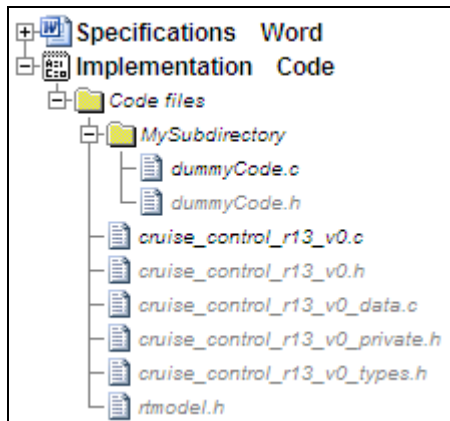 Specifications Word
Implementation Code
Code files
MySubdirectory
dummyCode.c
dummyCode.h
cruise_control_r13_v0.c
cruise_control_r13_v0.h
cruise_control_r13_v0_data.c
cruise_control_r13_v0_private.h
cruise_control_r13_v0_types.h
rtmodel.h